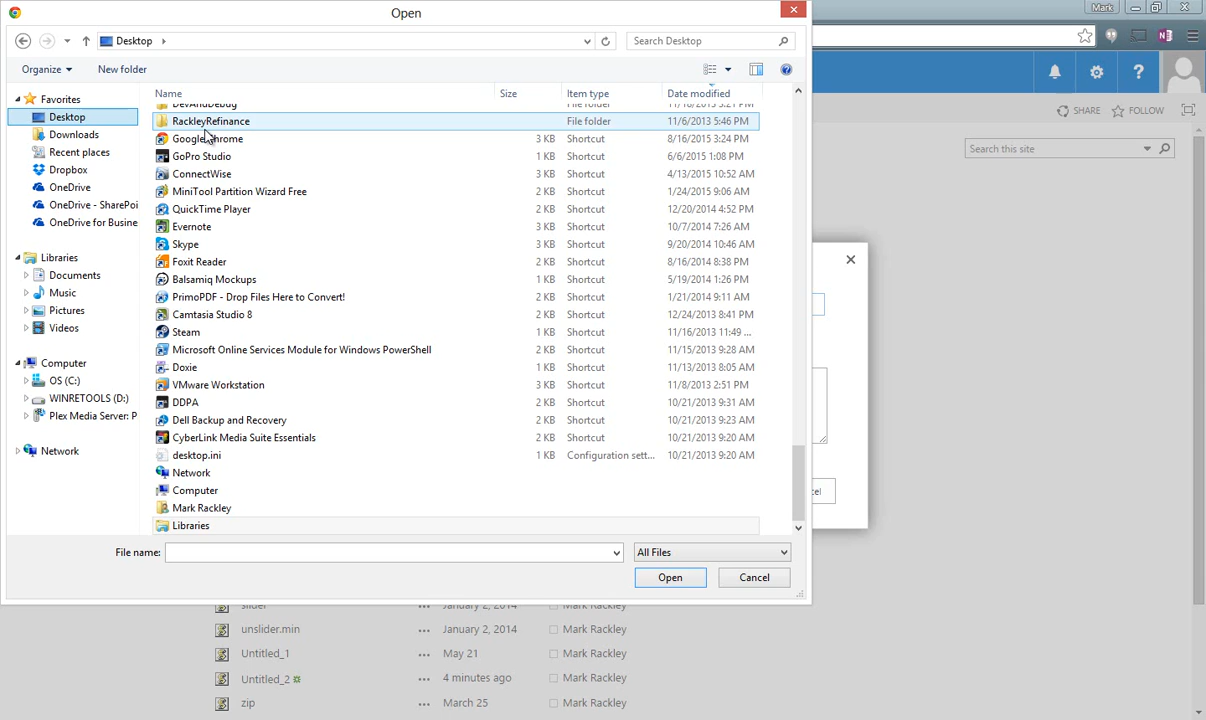 Open
Mark
Desktop
Search Desktop
Organize
New folder
SHARE
FOLLOW
Search this site
Favorites
Desktop
Downloads
Recent places
Dropbox
OneDrive
OneDrive - SharePoi
OneDrive for Busine
Libraries
Documents
Music
Pictures
Videos
Computer
OS (C:)
WINRETOOLS (D:)
Plex Media Server: P
Network
Name Size Item type Date modified
DevAndDebug File folder 11/18/2013 3:21 PM
RackleyRefinance File folder 11/6/2013 5:46 PM
Google Chrome 3 KB Shortcut 8/16/2015 3:24 PM
GoPro Studio 1 KB Shortcut 6/6/2015 1:08 PM
ConnectWise 3 KB Shortcut 4/13/2015 10:52 AM
MiniTool Partition Wizard Free 2 KB Shortcut 1/24/2015 9:06 AM
QuickTime Player 2 KB Shortcut 12/20/2014 4:52 PM
Evernote 2 KB Shortcut 10/7/2014 7:26 AM
Skype 3 KB Shortcut 9/20/2014 10:46 AM
Foxit Reader 2 KB Shortcut 8/16/2014 8:38 PM
Balsamiq Mockups 1 KB Shortcut 5/19/2014 1:26 PM
PrimoPDF - Drop Files Here to Convert! 2 KB Shortcut 1/21/2014 9:11 AM
Camtasia Studio 8 2 KB Shortcut 12/24/2013 8:41 PM
Steam 1 KB Shortcut 11/16/2013 11:49 ...
Microsoft Online Services Module for Windows PowerShell 2 KB Shortcut 11/15/2013 9:28 AM
Doxie 1 KB Shortcut 11/13/2013 8:05 AM
VMware Workstation 3 KB Shortcut 11/8/2013 2:51 PM
DDPA 2 KB Shortcut 10/21/2013 9:31 AM
Dell Backup and Recovery 2 KB Shortcut 10/21/2013 9:23 AM
CyberLink Media Suite Essentials 2 KB Shortcut 10/21/2013 9:20 AM
desktop.ini 1 KB Configuration sett... 10/21/2013 9:20 AM
Network
Computer
Mark Rackley
Libraries
File name:
All Files
Open
Cancel
cel
slider ... January 2, 2014 Mark Rackley
unslider.min ... January 2, 2014 Mark Rackley
Untitled_1 ... May 21 Mark Rackley
Untitled_2 ... 4 minutes ago Mark Rackley
zip ... March 25 Mark Rackley